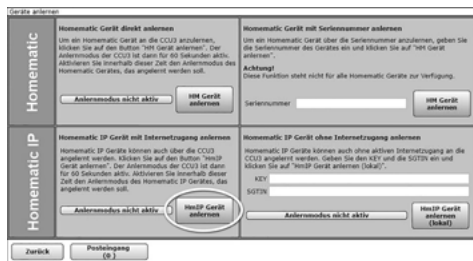 Geräte anlernen
Homematic
Homematic Gerät direkt anlernen
Um ein Homematic Gerät an die CCU3 anzulernen,
klicken Sie auf den Button "HM Gerät anlernen". Der
Anlernmodus der CCU3 ist dann für 60 Sekunden aktiv.
Aktivieren Sie innerhalb dieser Zeit den Anlernmodus des
Homematic Gerätes, das angelernt werden soll.
Anlernmodus nicht aktiv
HM Gerät
anlernen
Homematic Gerät mit Seriennummer anlernen
Um ein Homematic Gerät über die Seriennummer anzulernen, geben Sie
die Seriennummer des Gerätes ein und klicken Sie auf "HM Gerät
anlernen".
Achtung!
Diese Funktion steht nicht für alle Homematic Geräte zur Verfügung.
Seriennummer
HM Gerät
anlernen
Homematic IP
Homematic IP Gerät mit Internetzugang anlernen
Homematic IP Geräte können auch über die CCU3
angelernt werden. Klicken Sie auf den Button "HmIP
Gerät anlernen". Der Anlernmodus der CCU3 ist dann
für 60 Sekunden aktiv. Aktivieren Sie innerhalb dieser
Zeit den Anlernmodus des Homematic IP Gerätes, das
angelernt werden soll.
Anlernmodus nicht aktiv
HmIP Gerät
anlernen
Homematic IP Gerät ohne Internetzugang anlernen
Homematic IP Geräte können auch ohne aktiven Internetzugang an die
CCU3 angelernt werden. Geben Sie den KEY und die SGTIN ein und
klicken Sie auf "HmIP Gerät anlernen (lokal)".
KEY
SGTIN
Anlernmodus nicht aktiv
HmIP Gerät
anlernen
(lokal)
Zurück
Posteingang
(0 )